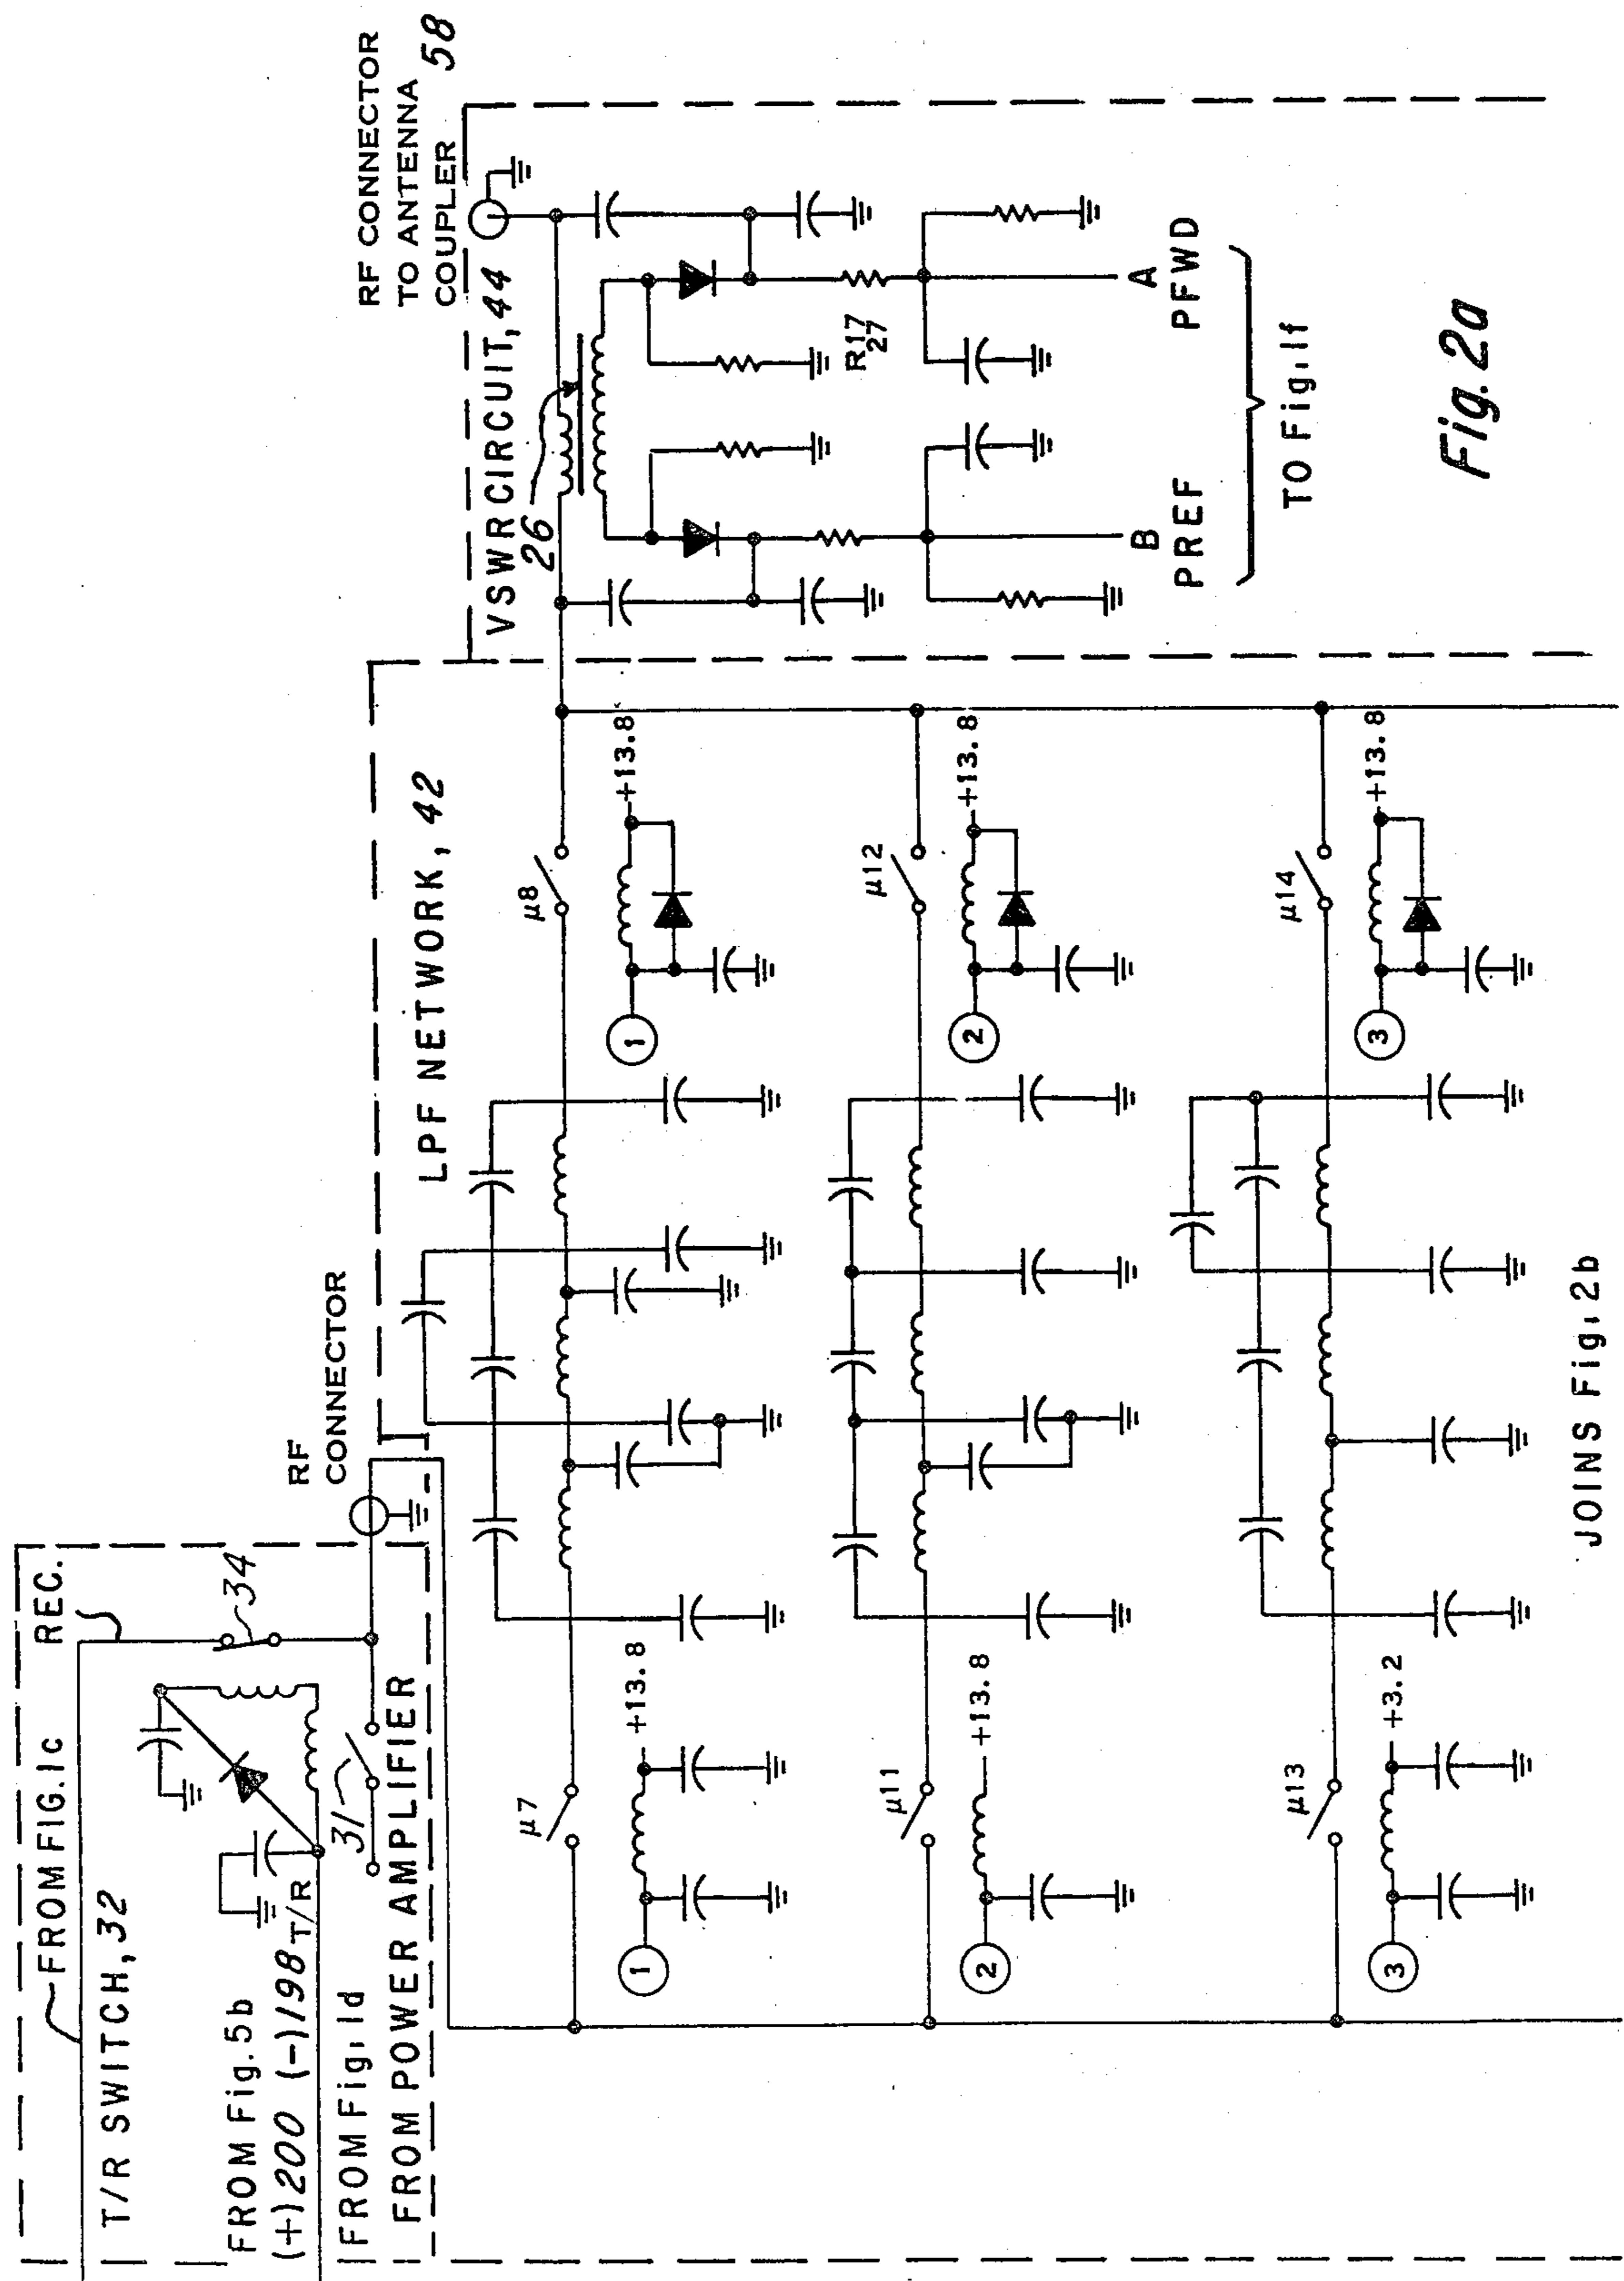 FROM FIG. 1c REC.
T/R SWITCH, 32
34
FROM Fig. 5b
(+)200 (-)198 T/R
31
FROM Fig. 1d
FROM POWER AMPLIFIER
RF
CONNECTOR
LPF NETWORK, 42
RF CONNECTOR
TO ANTENNA
COUPLER 58
VSWR CIRCUIT, 44
26
R17
27
B
PREF
A
PFWD
TO Fig. 1f
μ7
μ8
1
+13.8
1
+13.8
μ11
μ12
2
+13.8
2
+13.8
μ13
μ14
3
+3.2
3
+13.8
JOINS Fig. 2b
Fig. 2a